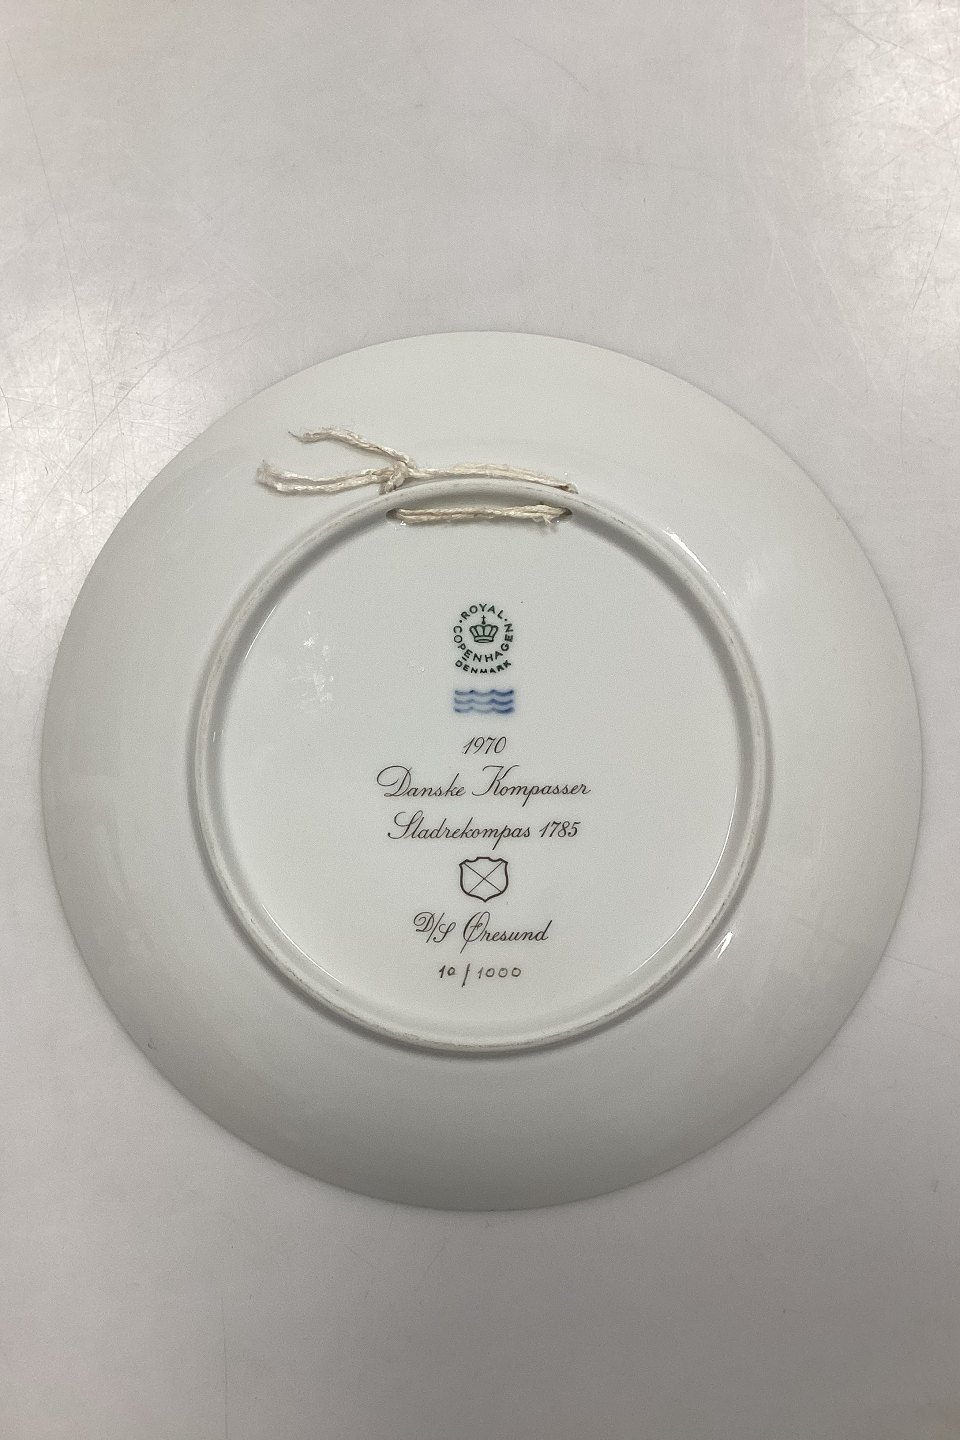 ROYAL
COPENHAGEN
DENMARK
1970
Danske Kompasser
Sladrekompas 1785
D/S Øresund
10/1000